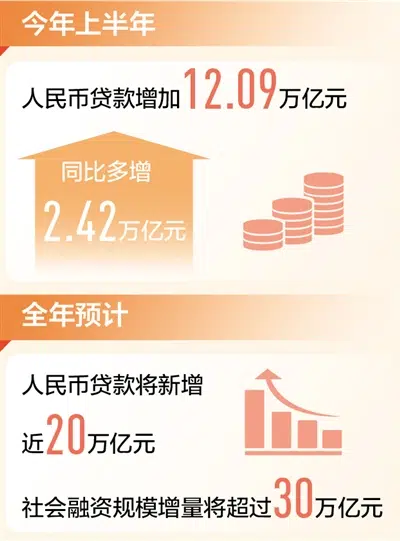 今年上半年
人民币贷款增加12.09万亿元
同比多增
2.42万亿元
全年预计
人民币贷款将新增
近20万亿元
社会融资规模增量将超过30万亿元